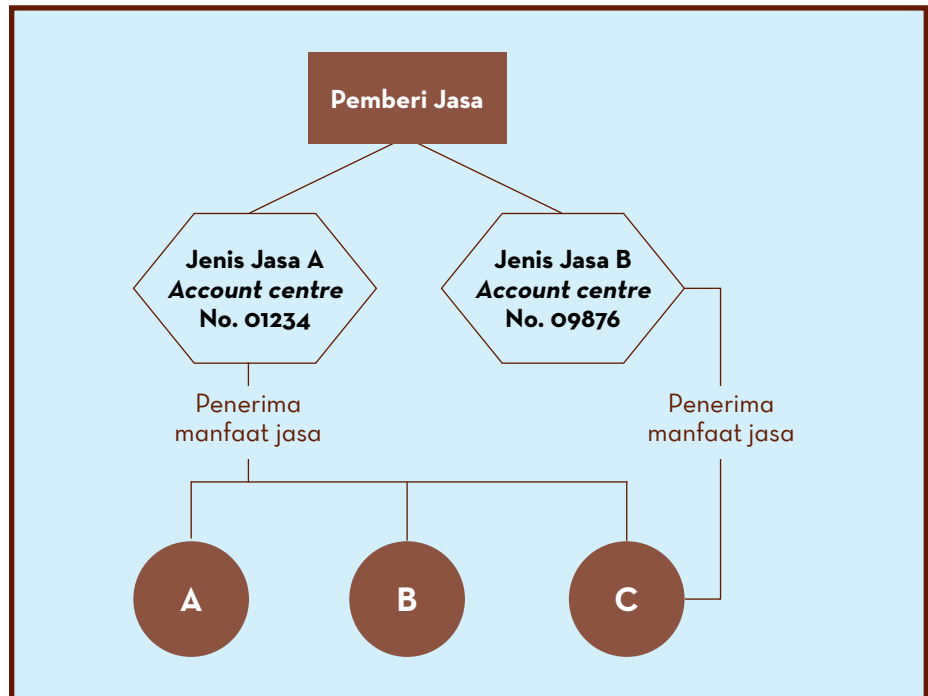 Pemberi Jasa
Jenis Jasa A
Account centre
No. 01234
Jenis Jasa B
Account centre
No. 09876
Penerima
manfaat jasa
Penerima
manfaat jasa
A
B
C